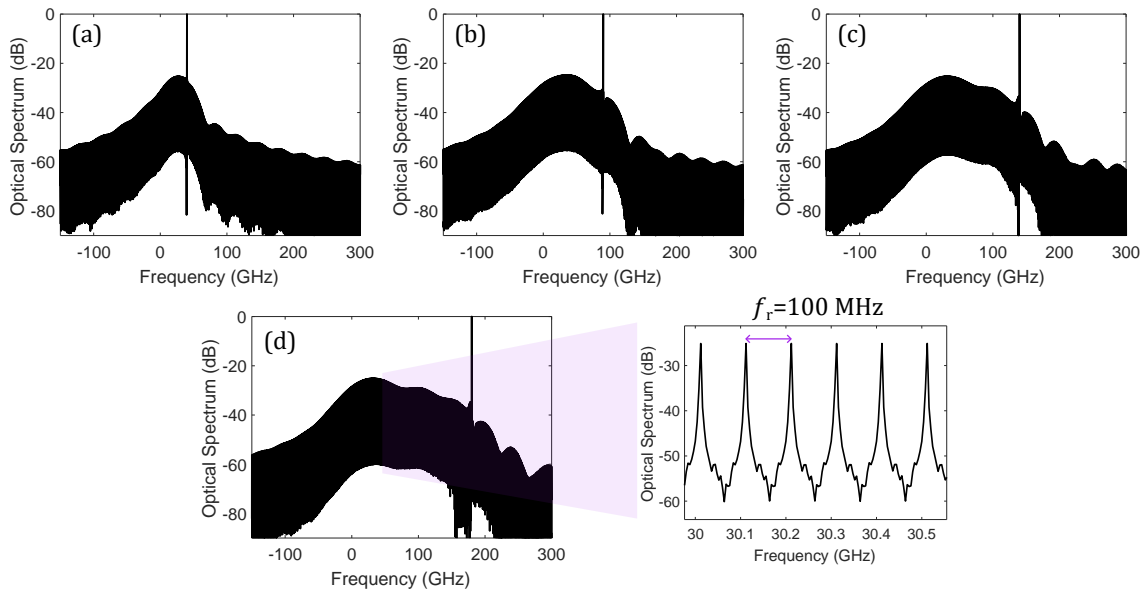 (a)
0
-20
-40
-60
-80
Optical Spectrum (dB)
-100 0 100 200 300
Frequency (GHz)
(b)
0
-20
-40
-60
-80
Optical Spectrum (dB)
-100 0 100 200 300
Frequency (GHz)
(c)
0
-20
-40
-60
-80
Optical Spectrum (dB)
-100 0 100 200 300
Frequency (GHz)
(d)
0
-20
-40
-60
-80
Optical Spectrum (dB)
-100 0 100 200 300
Frequency (GHz)
fr=100 MHz
-30
-40
-50
-60
Optical Spectrum (dB)
30 30.1 30.2 30.3 30.4 30.5
Frequency (GHz)